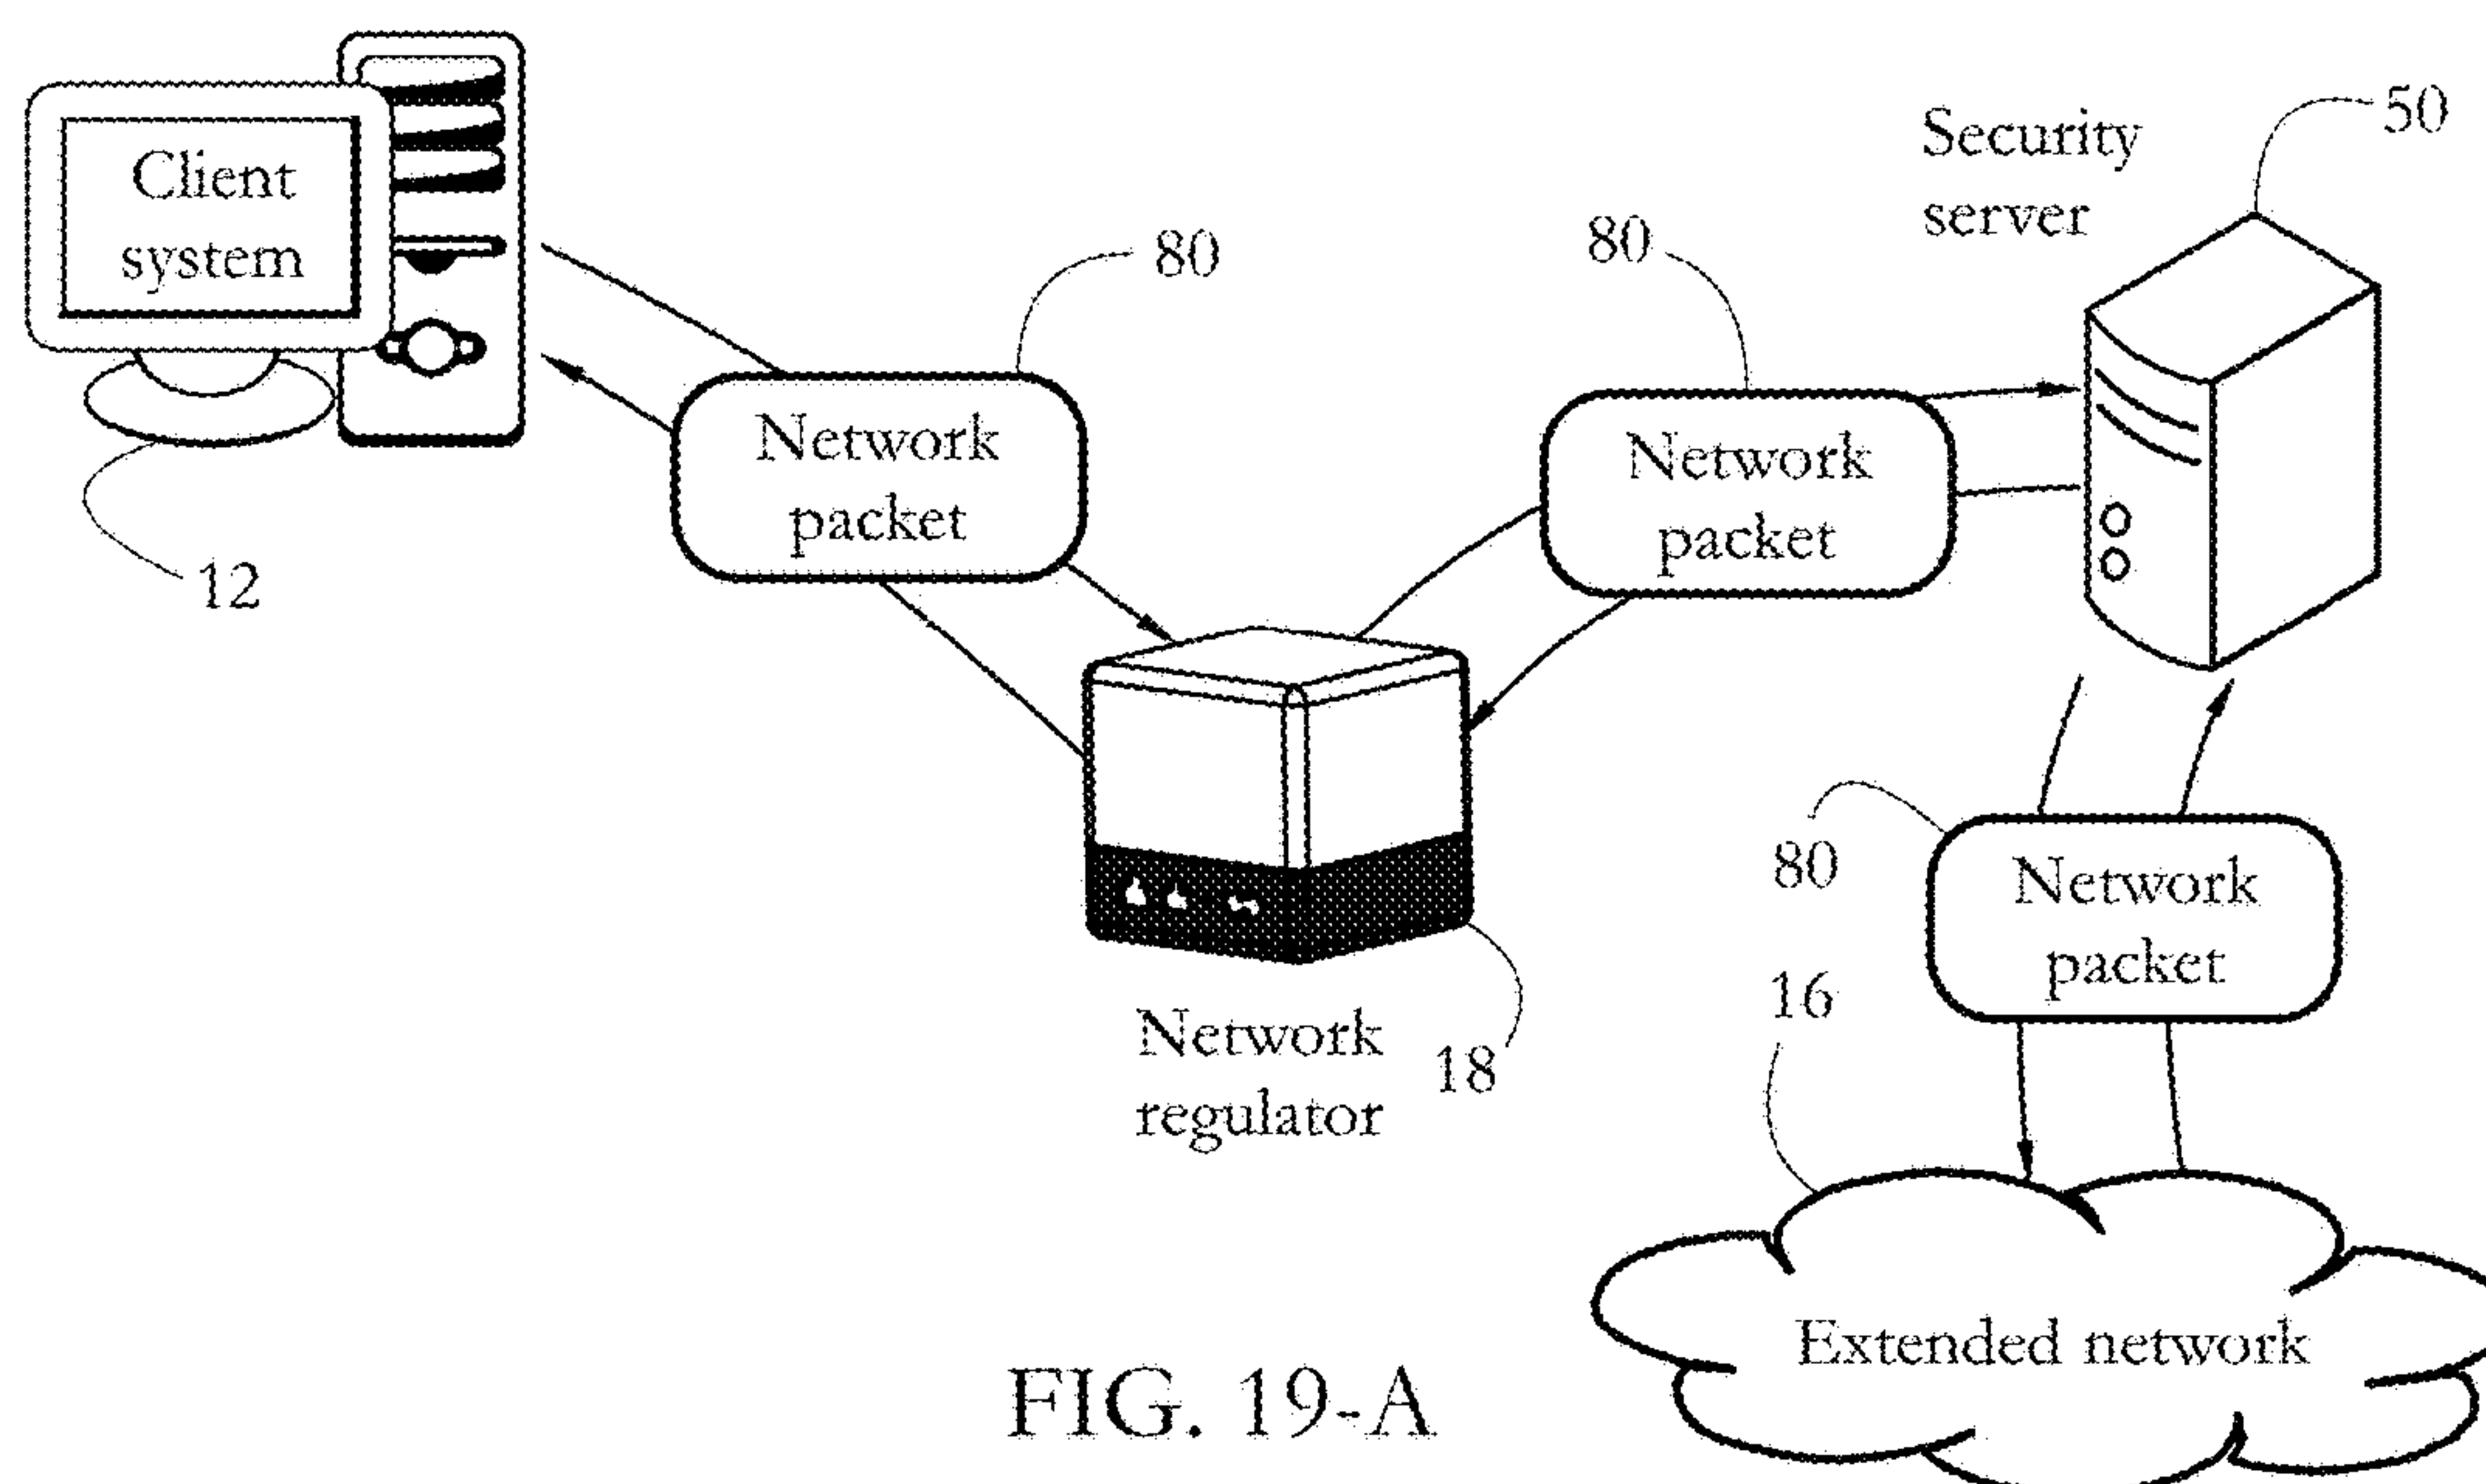 Client
system
12
80
Network
packet
80
Network
packet
Security
server
50
Network
regulator
18
80
Network
packet
16
Extended network
FIG. 19-A